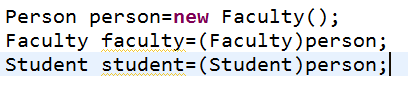 Person person=new Faculty();
Faculty faculty=(Faculty)person;
Student student=(Student)person;